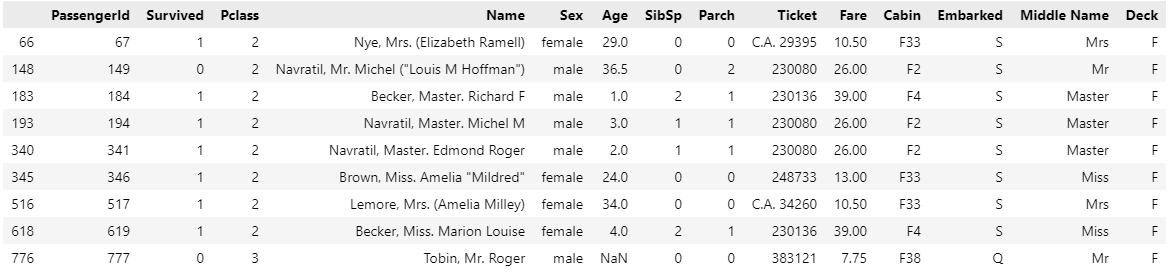 PassengerId Survived Pclass Name Sex Age SibSp Parch Ticket Fare Cabin Embarked Middle Name Deck
66 67 1 2 Nye, Mrs. (Elizabeth Ramell) female 29.0 0 0 C.A. 29395 10.50 F33 S Mrs F
148 149 0 2 Navratil, Mr. Michel ("Louis M Hoffman") male 36.5 0 2 230080 26.00 F2 S Mr F
183 184 1 2 Becker, Master. Richard F male 1.0 2 1 230136 39.00 F4 S Master F
193 194 1 2 Navratil, Master. Michel M male 3.0 1 1 230080 26.00 F2 S Master F
340 341 1 2 Navratil, Master. Edmond Roger male 2.0 1 1 230080 26.00 F2 S Master F
345 346 1 2 Brown, Miss. Amelia "Mildred" female 24.0 0 0 248733 13.00 F33 S Miss F
516 517 1 2 Lemore, Mrs. (Amelia Milley) female 34.0 0 0 C.A. 34260 10.50 F33 S Mrs F
618 619 1 2 Becker, Miss. Marion Louise female 4.0 2 1 230136 39.00 F4 S Miss F
776 777 0 3 Tobin, Mr. Roger male NaN 0 0 383121 7.75 F38 Q Mr F